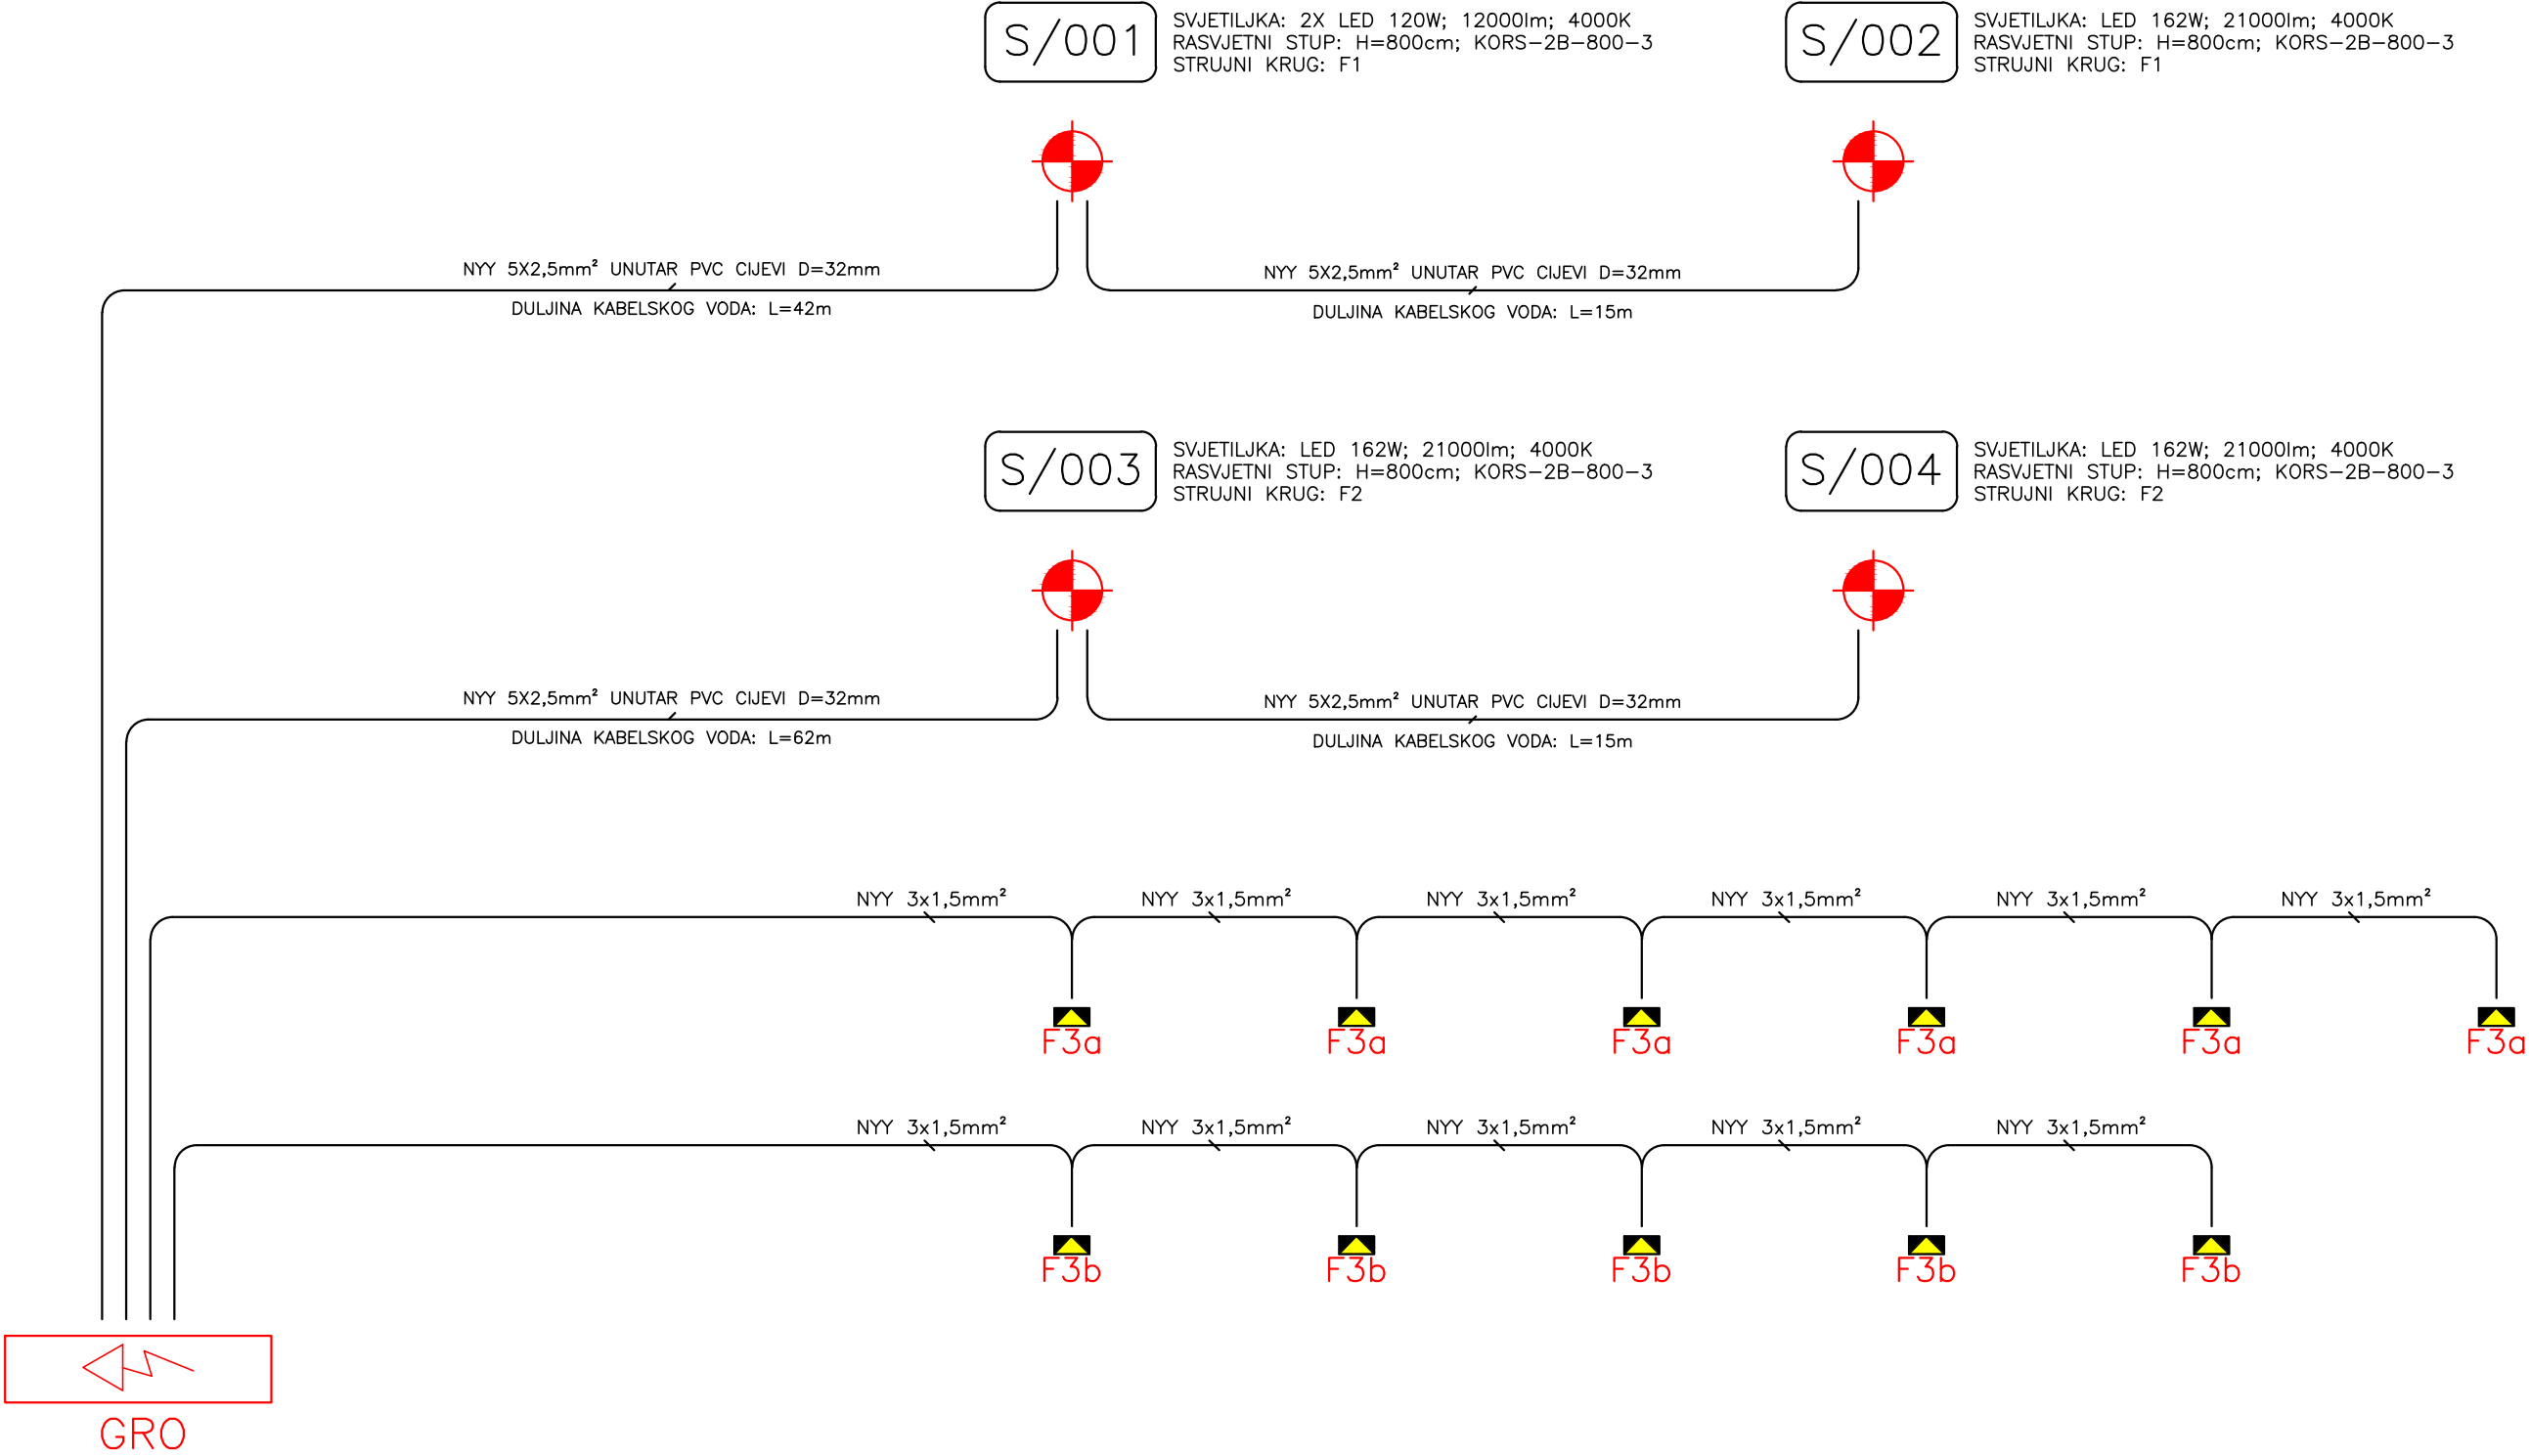 S/001
SVJETILJKA: 2X LED 120W; 12000lm; 4000K
RASVJETNI STUP: H=800cm; KORS-2B-800-3
STRUJNI KRUG: F1
S/002
SVJETILJKA: LED 162W; 21000lm; 4000K
RASVJETNI STUP: H=800cm; KORS-2B-800-3
STRUJNI KRUG: F1
NYY 5X2,5mm² UNUTAR PVC CIJEVI D=32mm
DULJINA KABELSKOG VODA: L=42m
NYY 5X2,5mm² UNUTAR PVC CIJEVI D=32mm
DULJINA KABELSKOG VODA: L=15m
S/003
SVJETILJKA: LED 162W; 21000lm; 4000K
RASVJETNI STUP: H=800cm; KORS-2B-800-3
STRUJNI KRUG: F2
S/004
SVJETILJKA: LED 162W; 21000lm; 4000K
RASVJETNI STUP: H=800cm; KORS-2B-800-3
STRUJNI KRUG: F2
NYY 5X2,5mm² UNUTAR PVC CIJEVI D=32mm
DULJINA KABELSKOG VODA: L=62m
NYY 5X2,5mm² UNUTAR PVC CIJEVI D=32mm
DULJINA KABELSKOG VODA: L=15m
NYY 3x1,5mm²
NYY 3x1,5mm²
NYY 3x1,5mm²
NYY 3x1,5mm²
NYY 3x1,5mm²
NYY 3x1,5mm²
F3a
F3a
F3a
F3a
F3a
F3a
NYY 3x1,5mm²
NYY 3x1,5mm²
NYY 3x1,5mm²
NYY 3x1,5mm²
NYY 3x1,5mm²
F3b
F3b
F3b
F3b
F3b
GRO